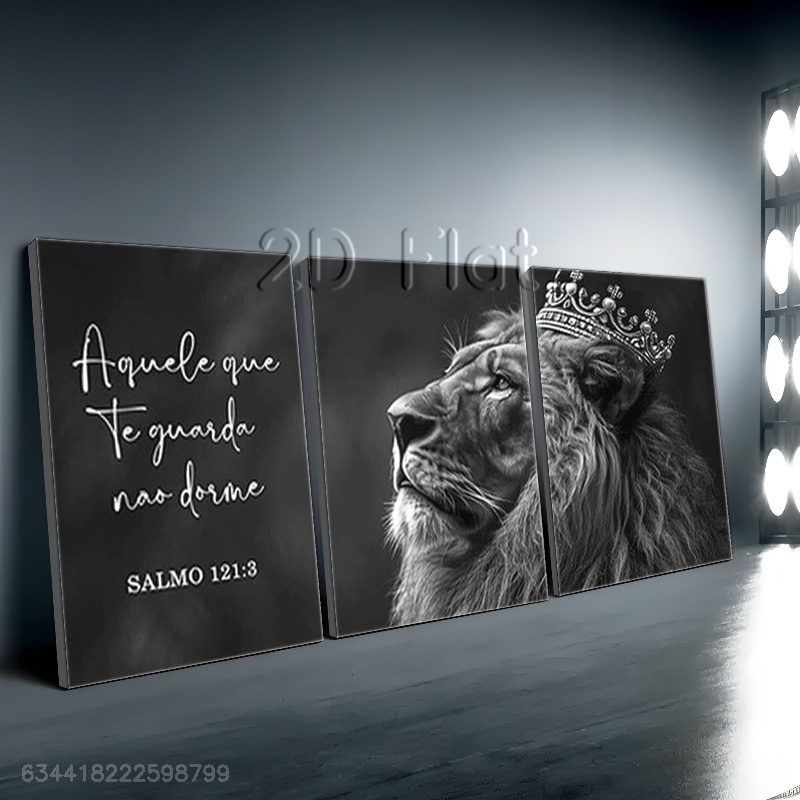 2D Flat
Aquele que
Te guarda
nao dorme
SALMO 121:3
634418222598799